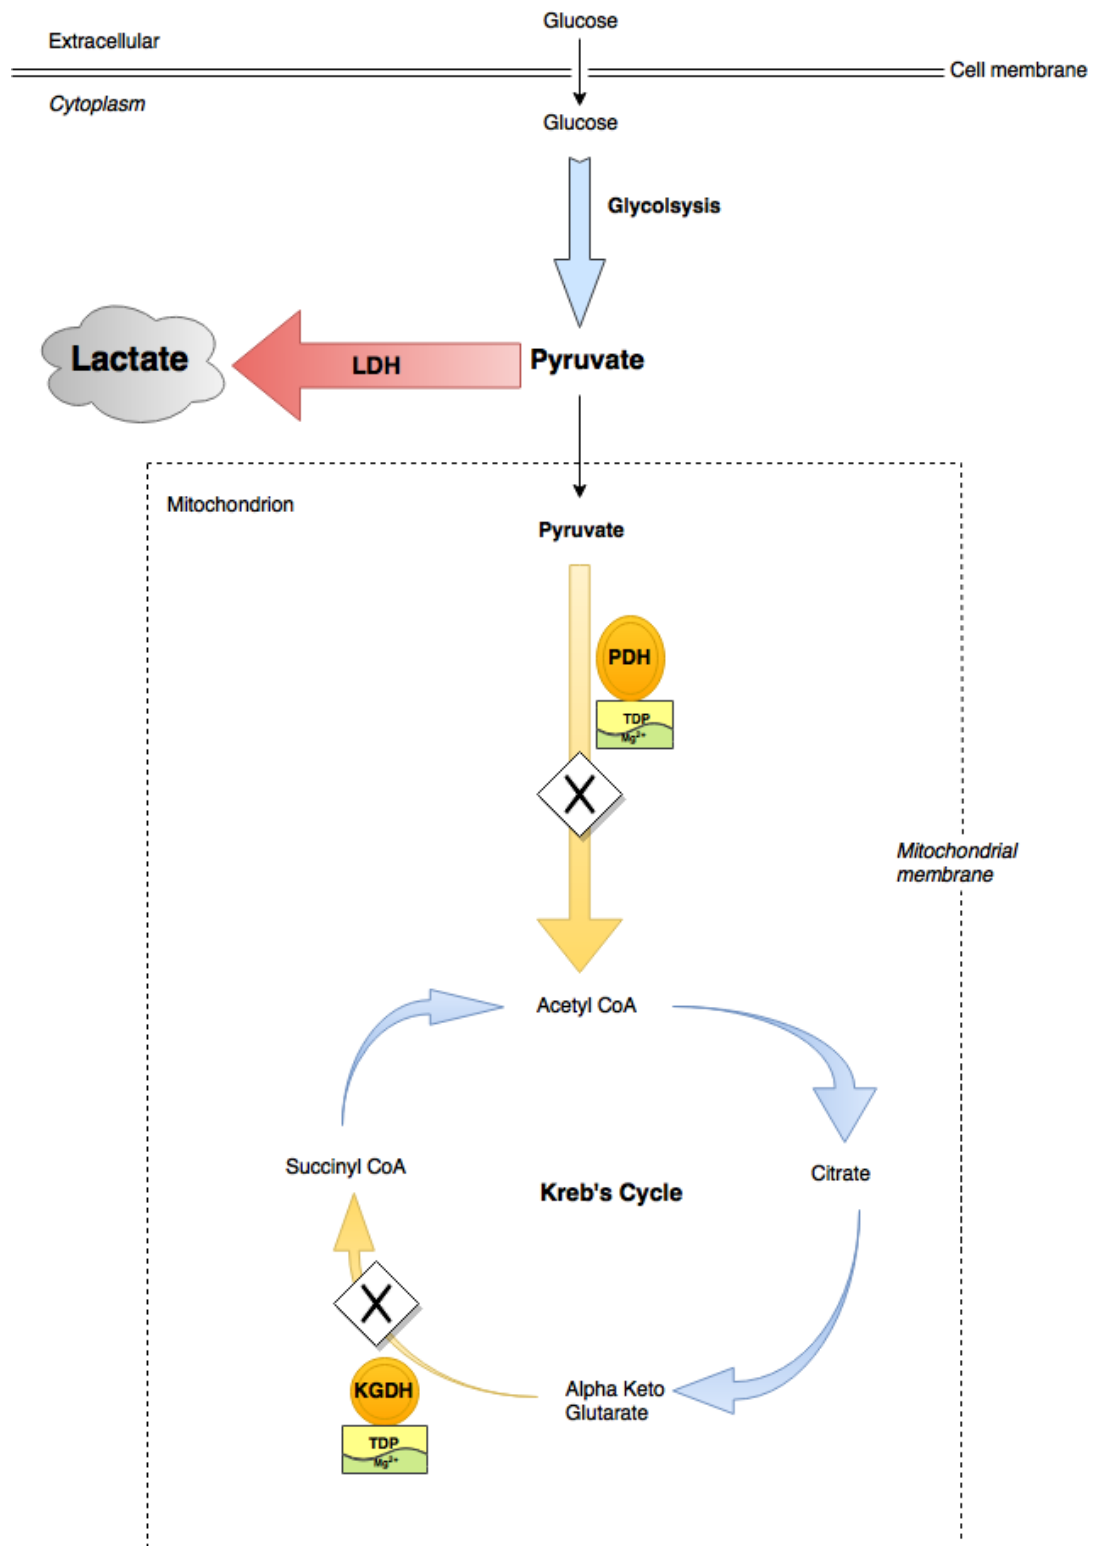 Glucose
Extracellular
Cell membrane
Cytoplasm
Glucose
Glycolsysis
Lactate
LDH
Pyruvate
Mitochondrion
Pyruvate
PDH
TDP
Mg²⁺
X
Mitochondrial
membrane
Acetyl CoA
Succinyl CoA
Citrate
Kreb's Cycle
X
KGDH
Alpha Keto
Glutarate
TDP
Mg²⁺